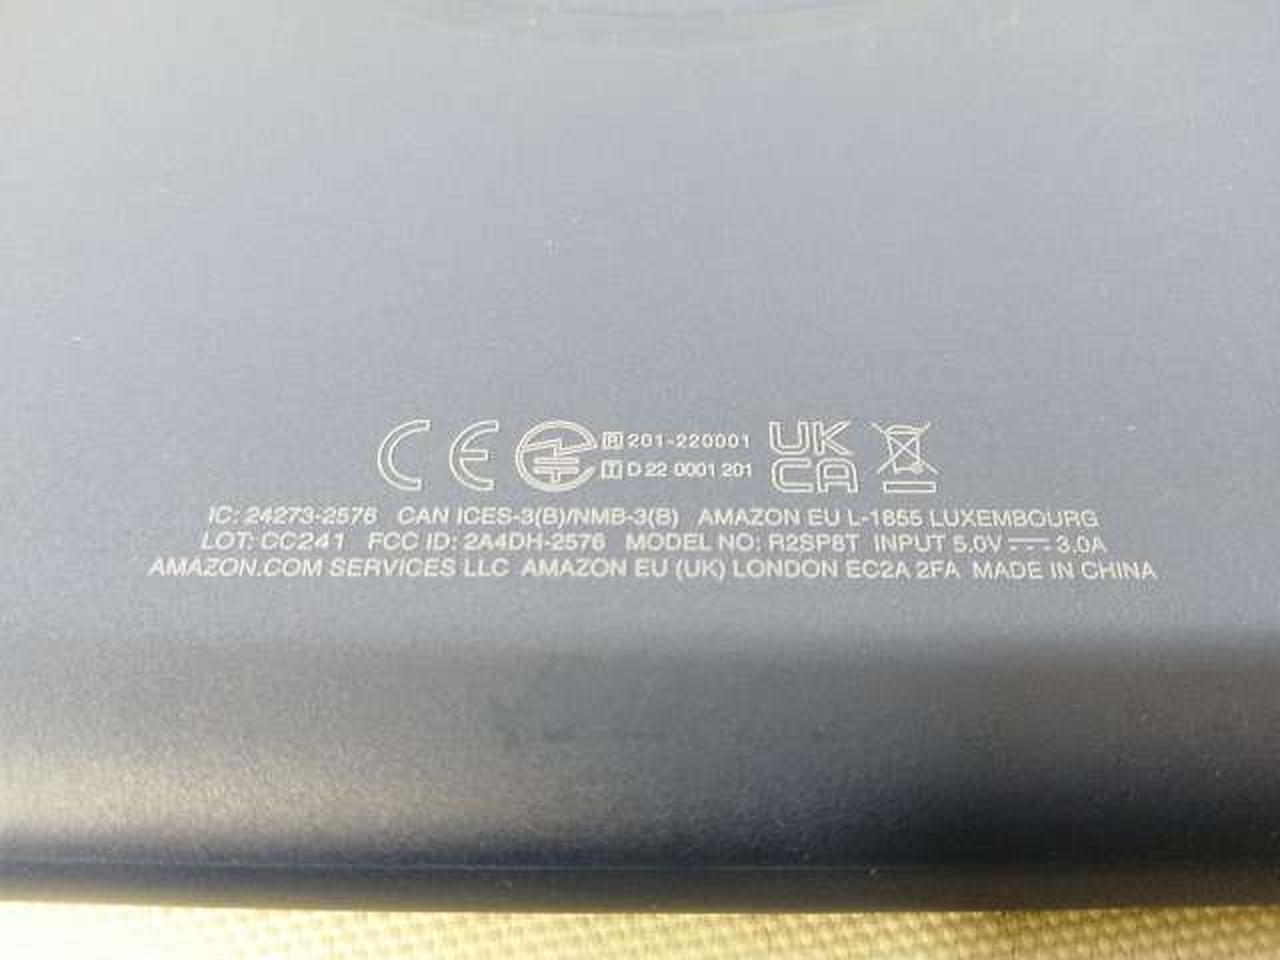 CE R 201-220001 UK
T D 22 0001 201 CA
IC: 24273-2576 CAN ICES-3(B)/NMB-3(B) AMAZON EU L-1855 LUXEMBOURG
LOT: CC241 FCC ID: 2A4DH-2576 MODEL NO: R2SP8T INPUT 5.0V⎓3.0A
AMAZON.COM SERVICES LLC AMAZON EU (UK) LONDON EC2A 2FA MADE IN CHINA